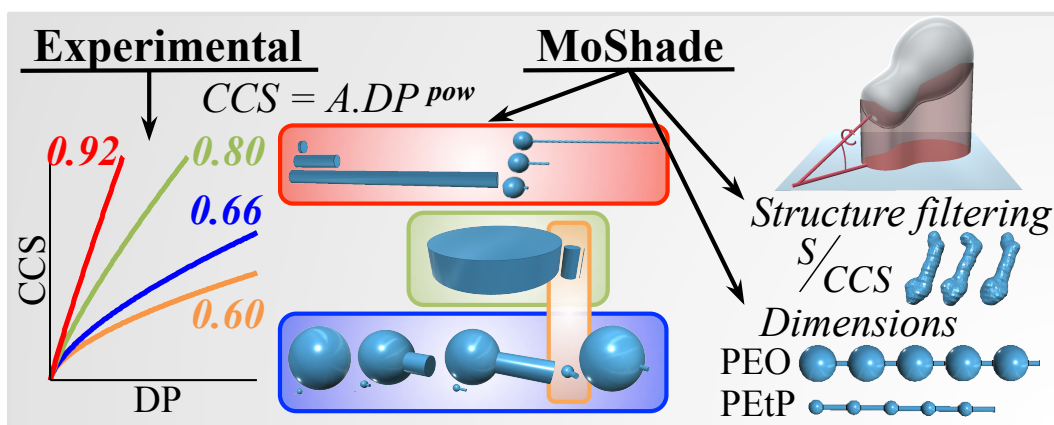 Experimental
MoShade
CCS = A.DP pow
0.92
0.80
0.66
0.60
CCS
DP
Structure filtering
S/CCS
Dimensions
PEO
PEtP